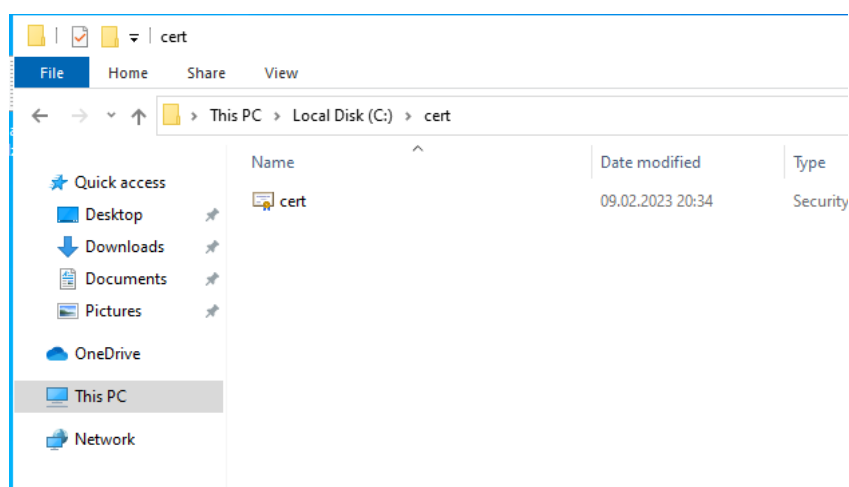 cert
File Home Share View
This PC > Local Disk (C:) > cert
Name Date modified Type
Quick access
cert 09.02.2023 20:34 Security
Desktop
Downloads
Documents
Pictures
OneDrive
This PC
Network